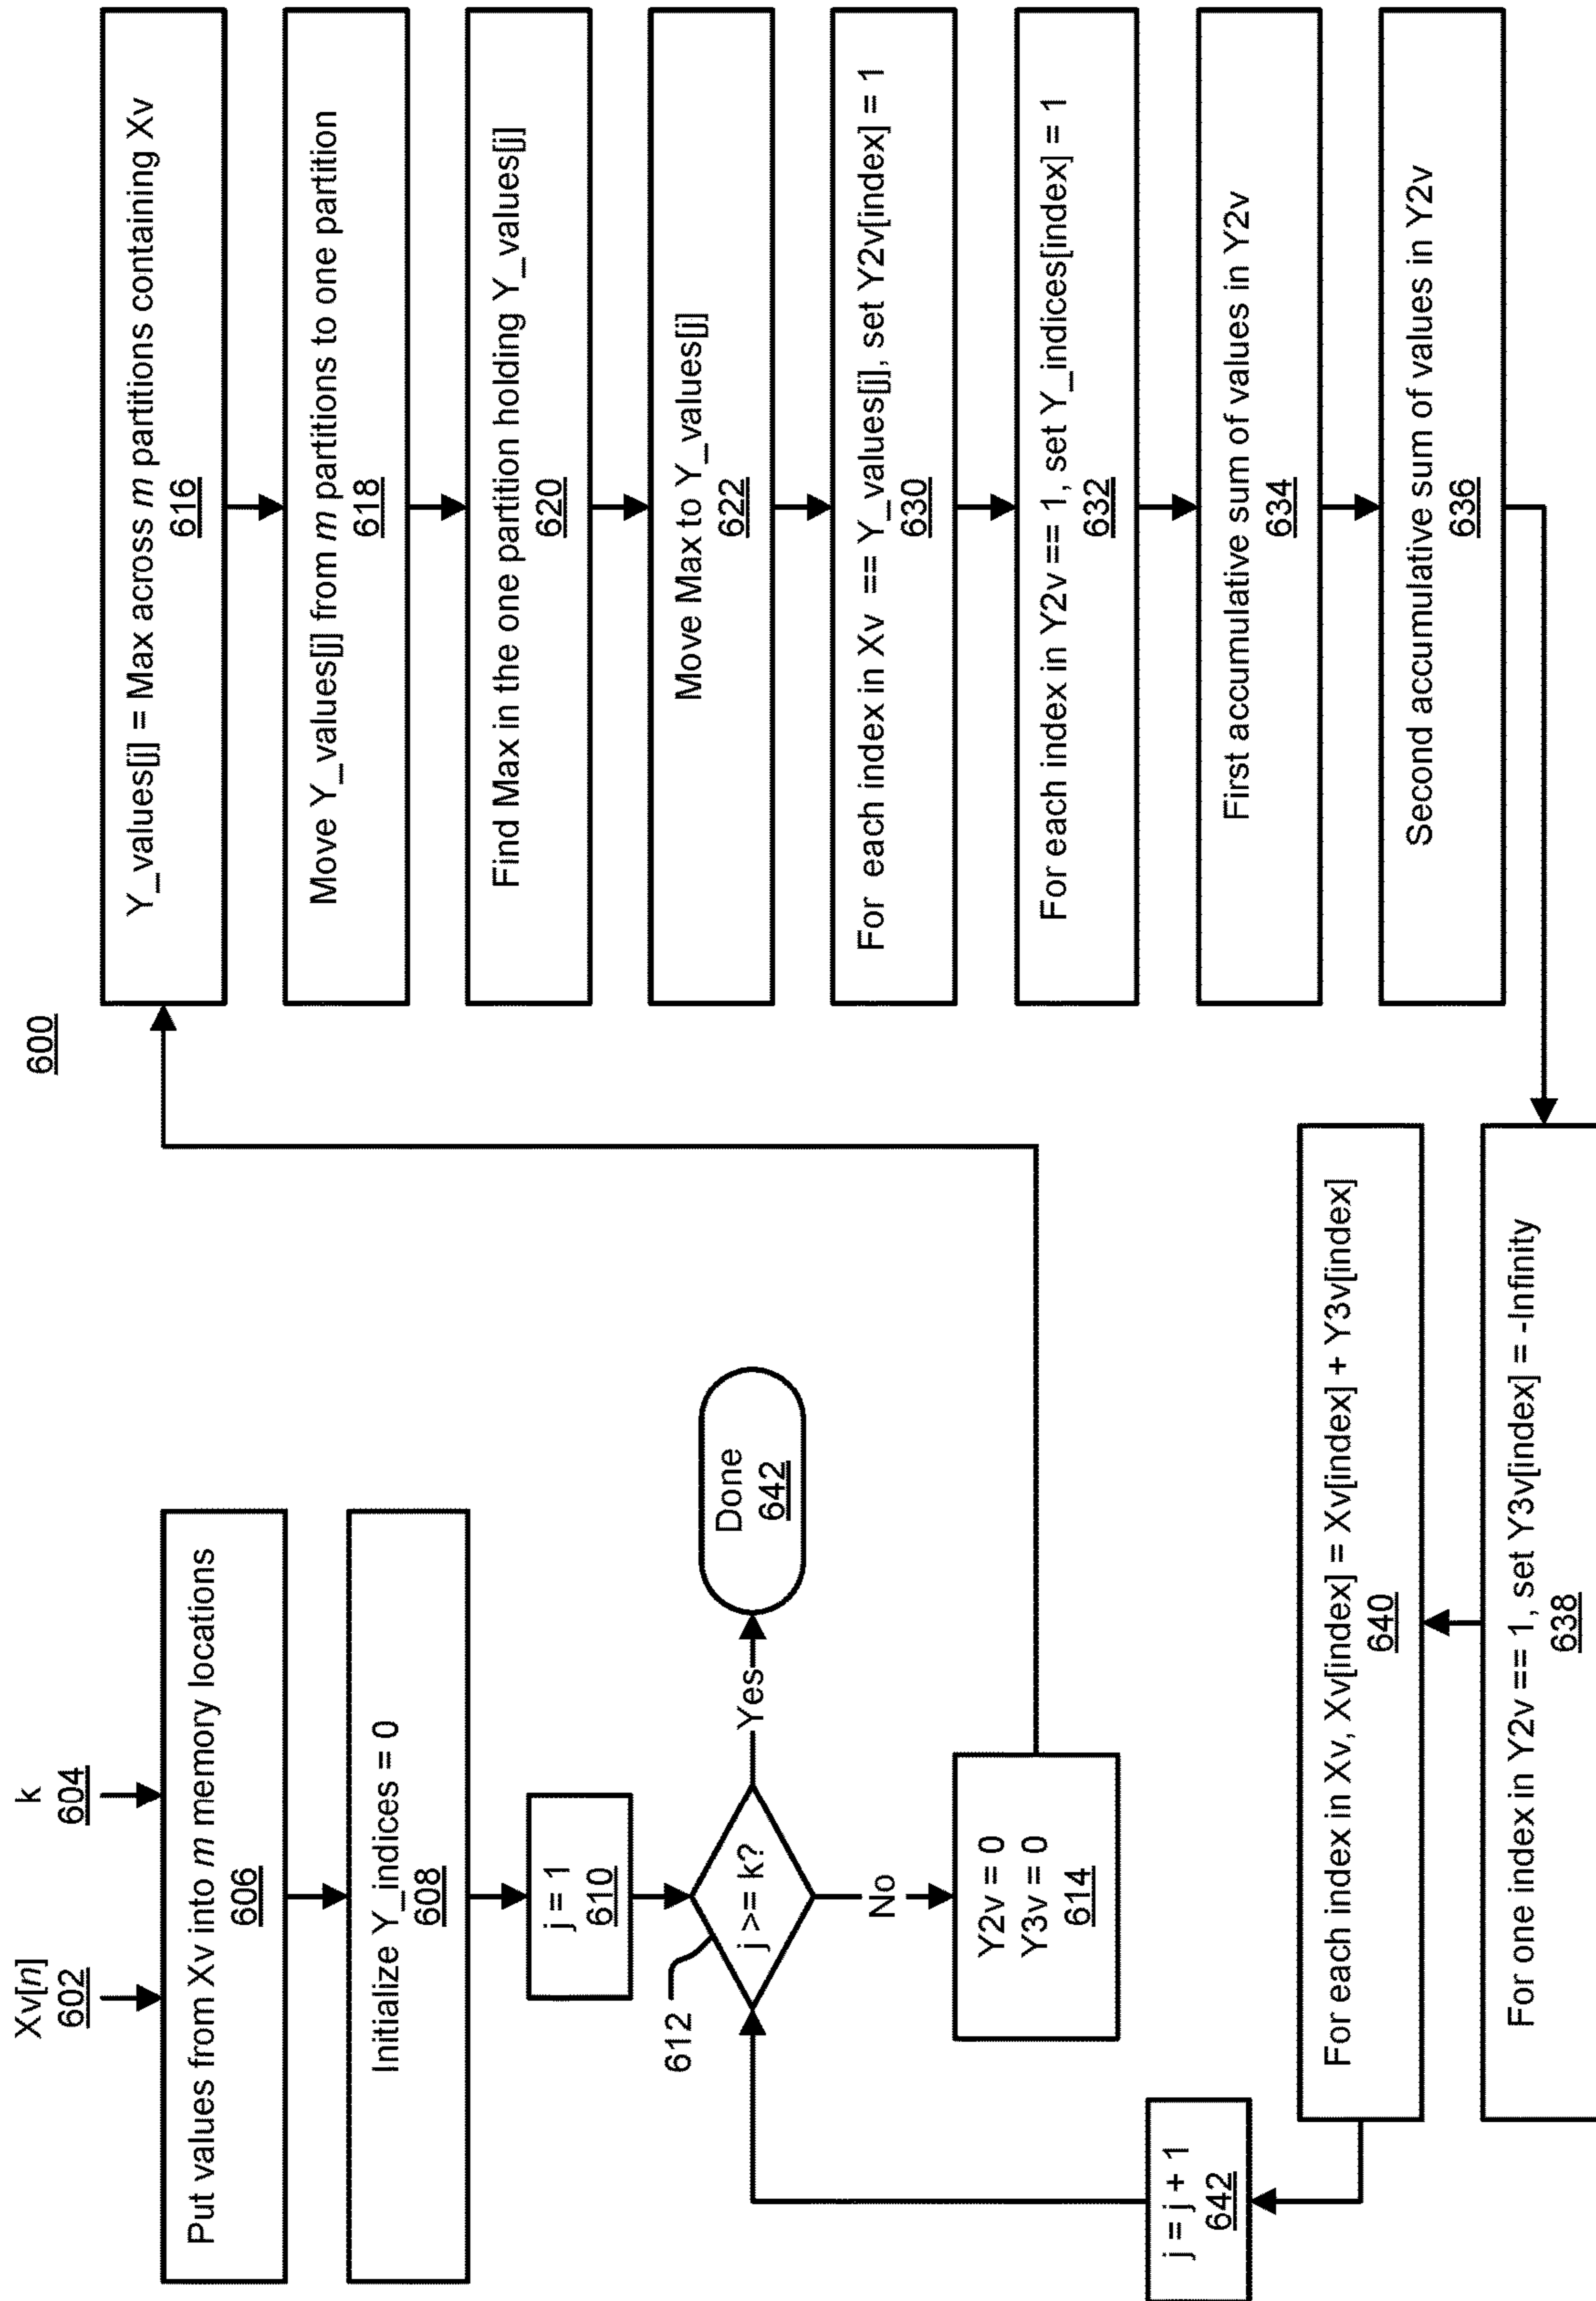 600
Xv[n]
602
k
604
Put values from Xv into m memory locations
606
Initialize Y_indices = 0
608
j = 1
610
j >= k?
612
Yes
Done
642
No
Y2v = 0
Y3v = 0
614
Y_values[j] = Max across m partitions containing Xv
616
Move Y_values[j] from m partitions to one partition
618
Find Max in the one partition holding Y_values[j]
620
Move Max to Y_values[j]
622
For each index in Xv == Y_values[j], set Y2v[index] = 1
630
For each index in Y2v == 1, set Y_indices[index] = 1
632
First accumulative sum of values in Y2v
634
Second accumulative sum of values in Y2v
636
For one index in Y2v == 1, set Y3v[index] = -Infinity
638
For each index in Xv, Xv[index] = Xv[index] + Y3v[index]
640
j = j + 1
642